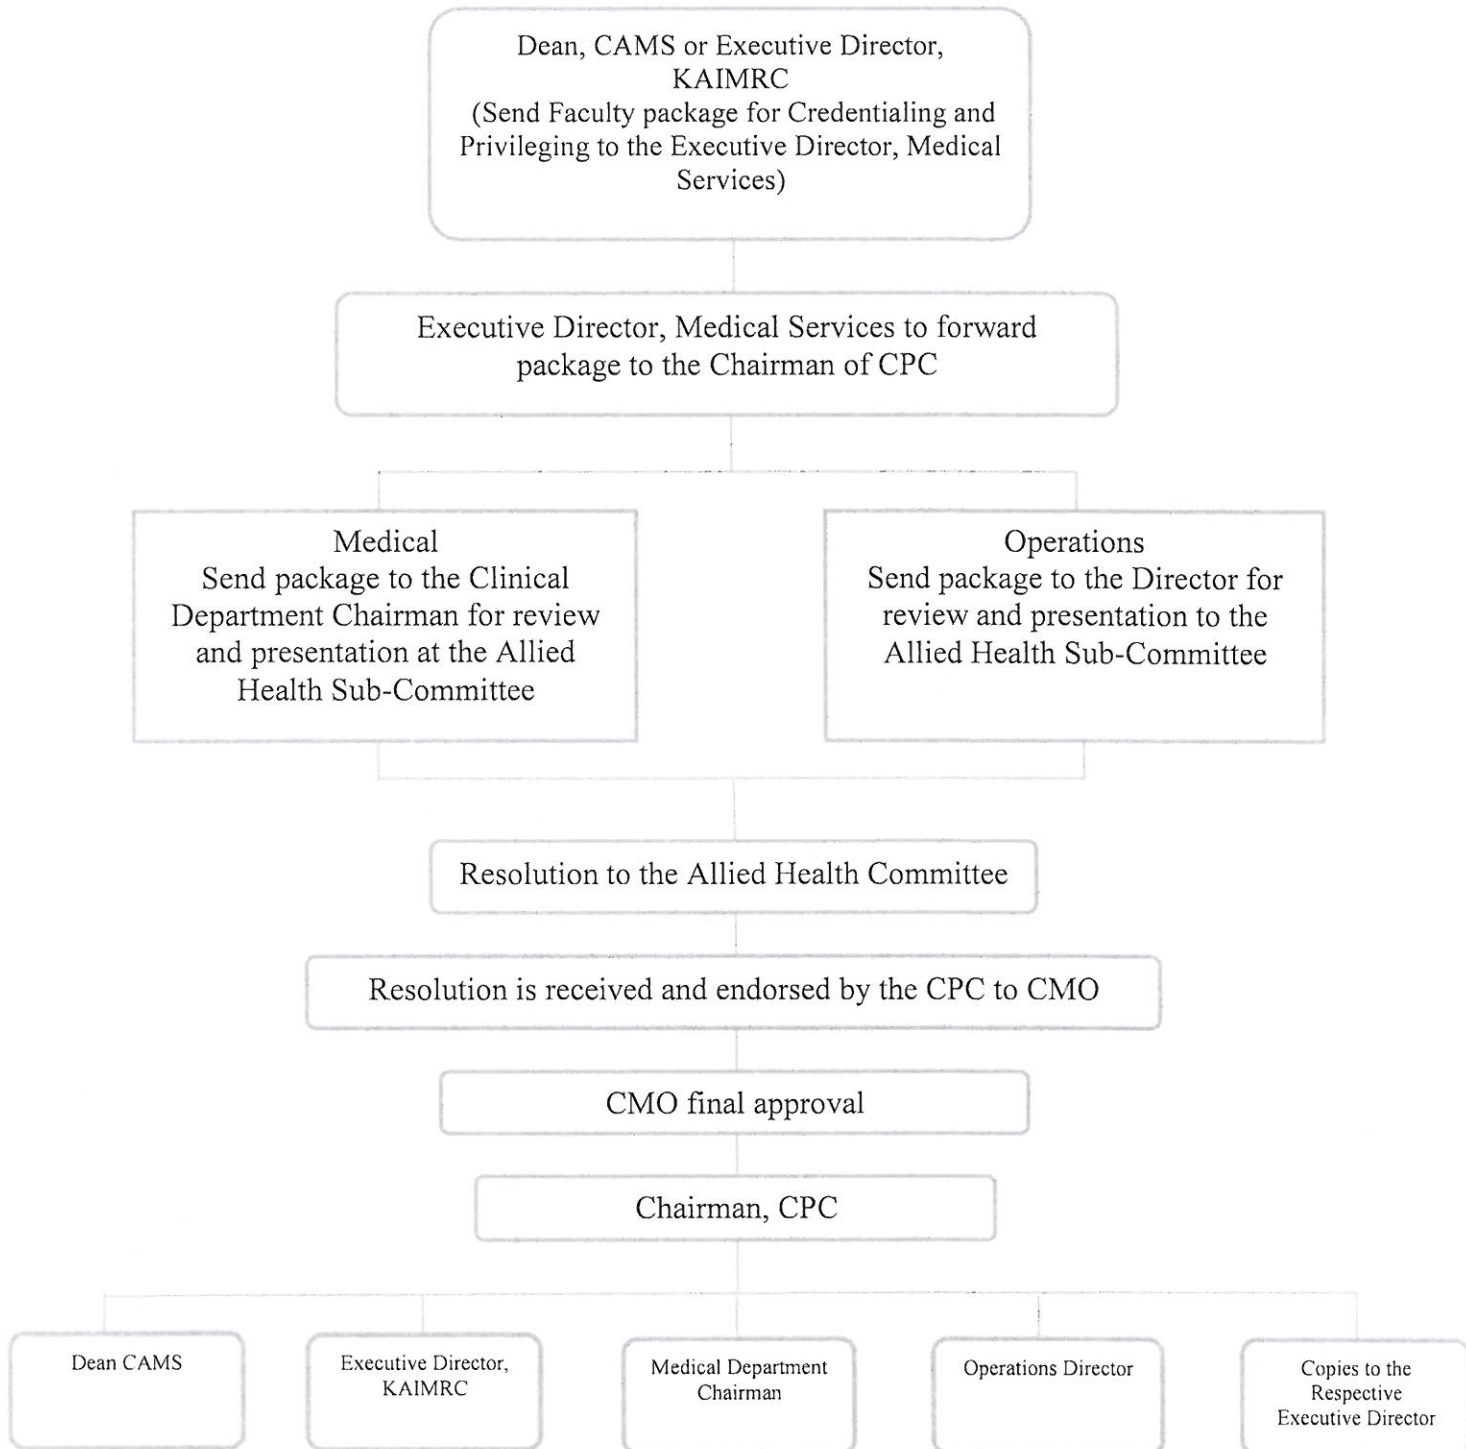 Dean, CAMS or Executive Director,
KAIMRC
(Send Faculty package for Credentialing and
Privileging to the Executive Director, Medical
Services)
Executive Director, Medical Services to forward
package to the Chairman of CPC
Medical
Send package to the Clinical
Department Chairman for review
and presentation at the Allied
Health Sub-Committee
Operations
Send package to the Director for
review and presentation to the
Allied Health Sub-Committee
Resolution to the Allied Health Committee
Resolution is received and endorsed by the CPC to CMO
CMO final approval
Chairman, CPC
Dean CAMS
Executive Director,
KAIMRC
Medical Department
Chairman
Operations Director
Copies to the
Respective
Executive Director